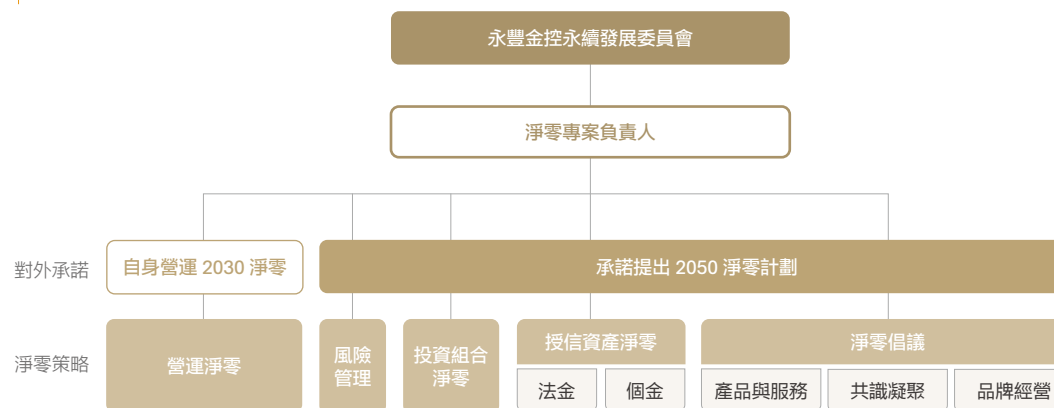 永豐金控永續發展委員會
淨零專案負責人
對外承諾
自身營運 2030 淨零
承諾提出 2050 淨零計劃
淨零策略
營運淨零
風險
管理
投資組合
淨零
授信資產淨零
法金
個金
淨零倡議
產品與服務
共識凝聚
品牌經營